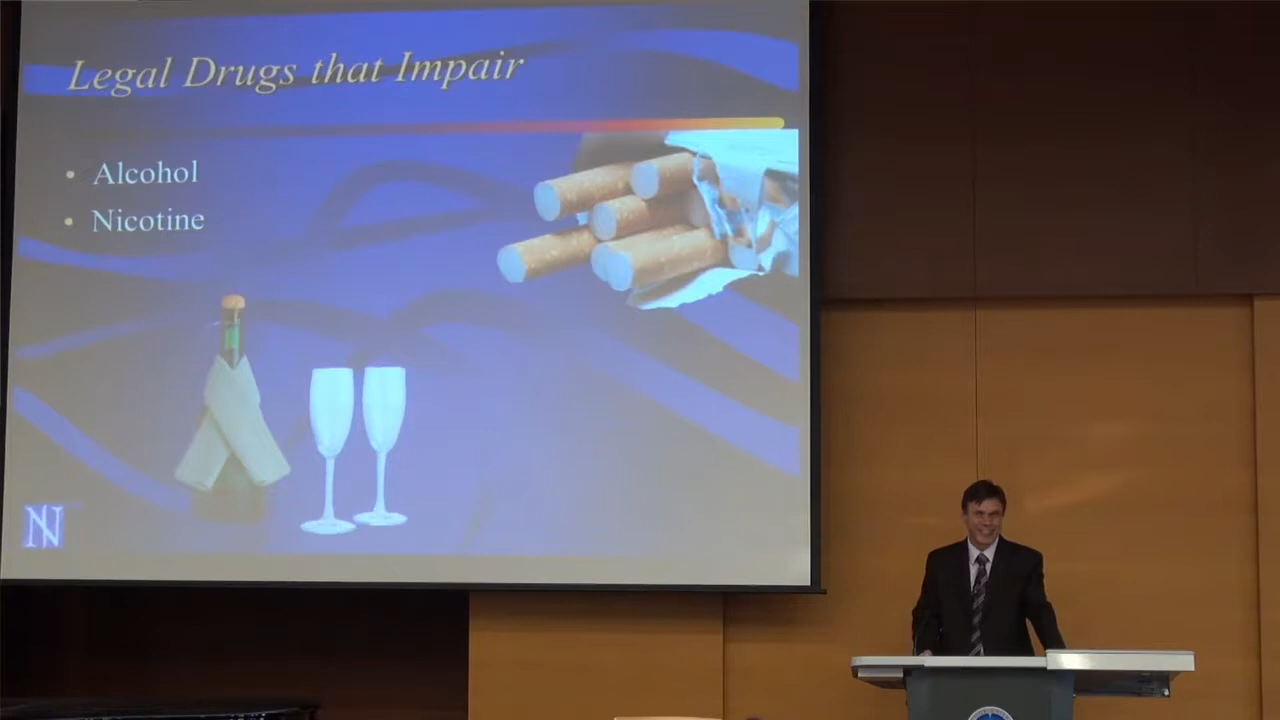 Legal Drugs that Impair
• Alcohol
• Nicotine
N